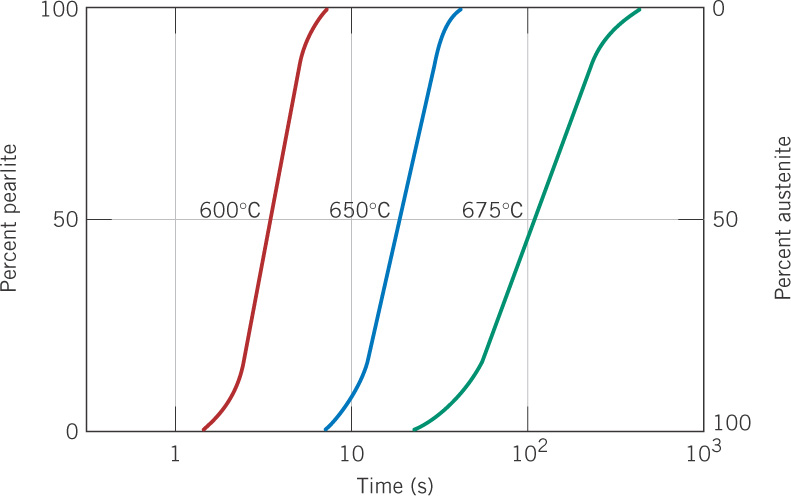 100
0
Percent pearlite
600°C
650°C
675°C
50
50
Percent austenite
0
100
1
10
10²
10³
Time (s)